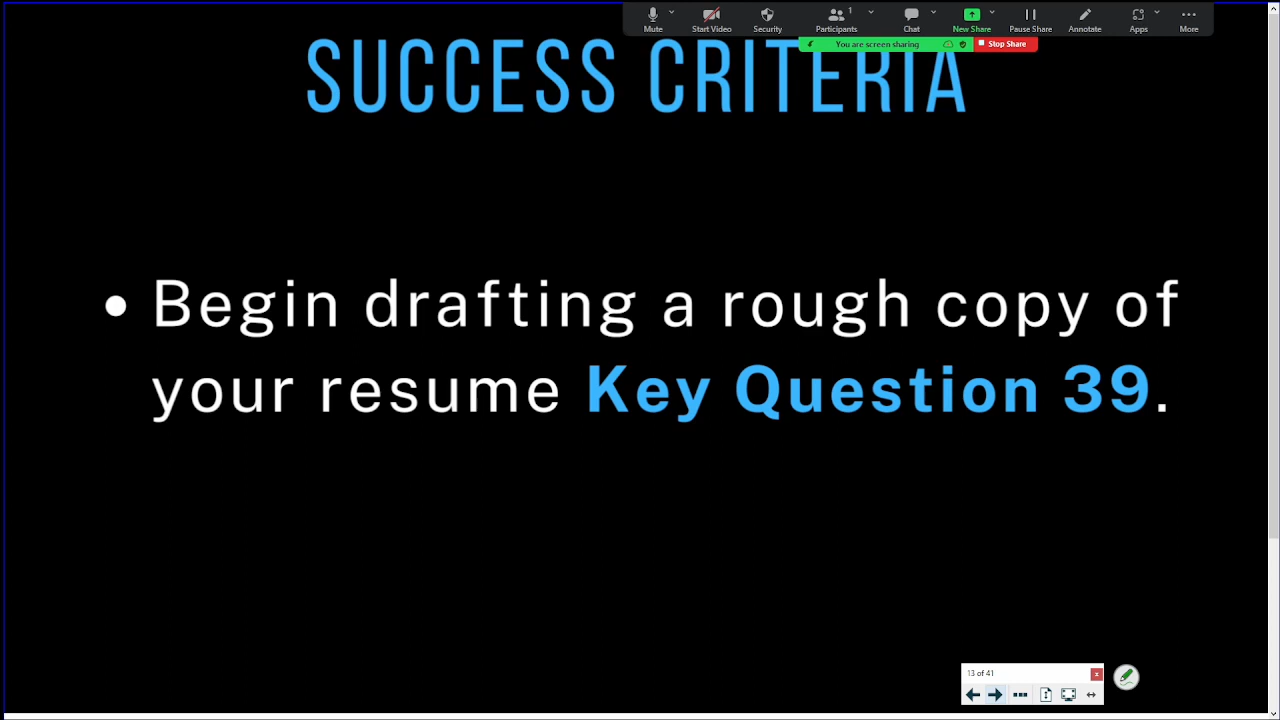 Mute Start Video Security Participants 1 Chat New Share Pause Share Annotate Apps More
You are screen sharing Stop Share
SUCCESS CRITERIA
• Begin drafting a rough copy of
your resume Key Question 39.
13 of 41